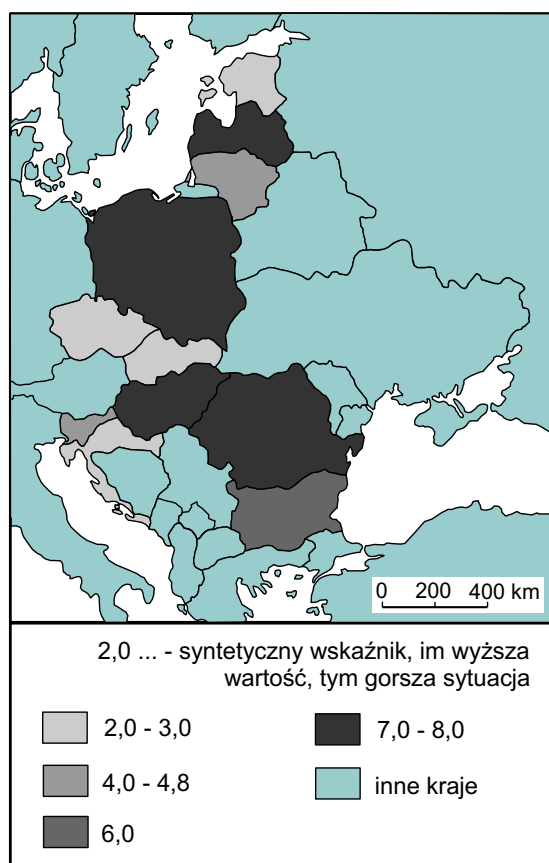 0 200 400 km
2,0 ... - syntetyczny wskaźnik, im wyższa
wartość, tym gorsza sytuacja
2,0 - 3,0
4,0 - 4,8
6,0
7,0 - 8,0
inne kraje